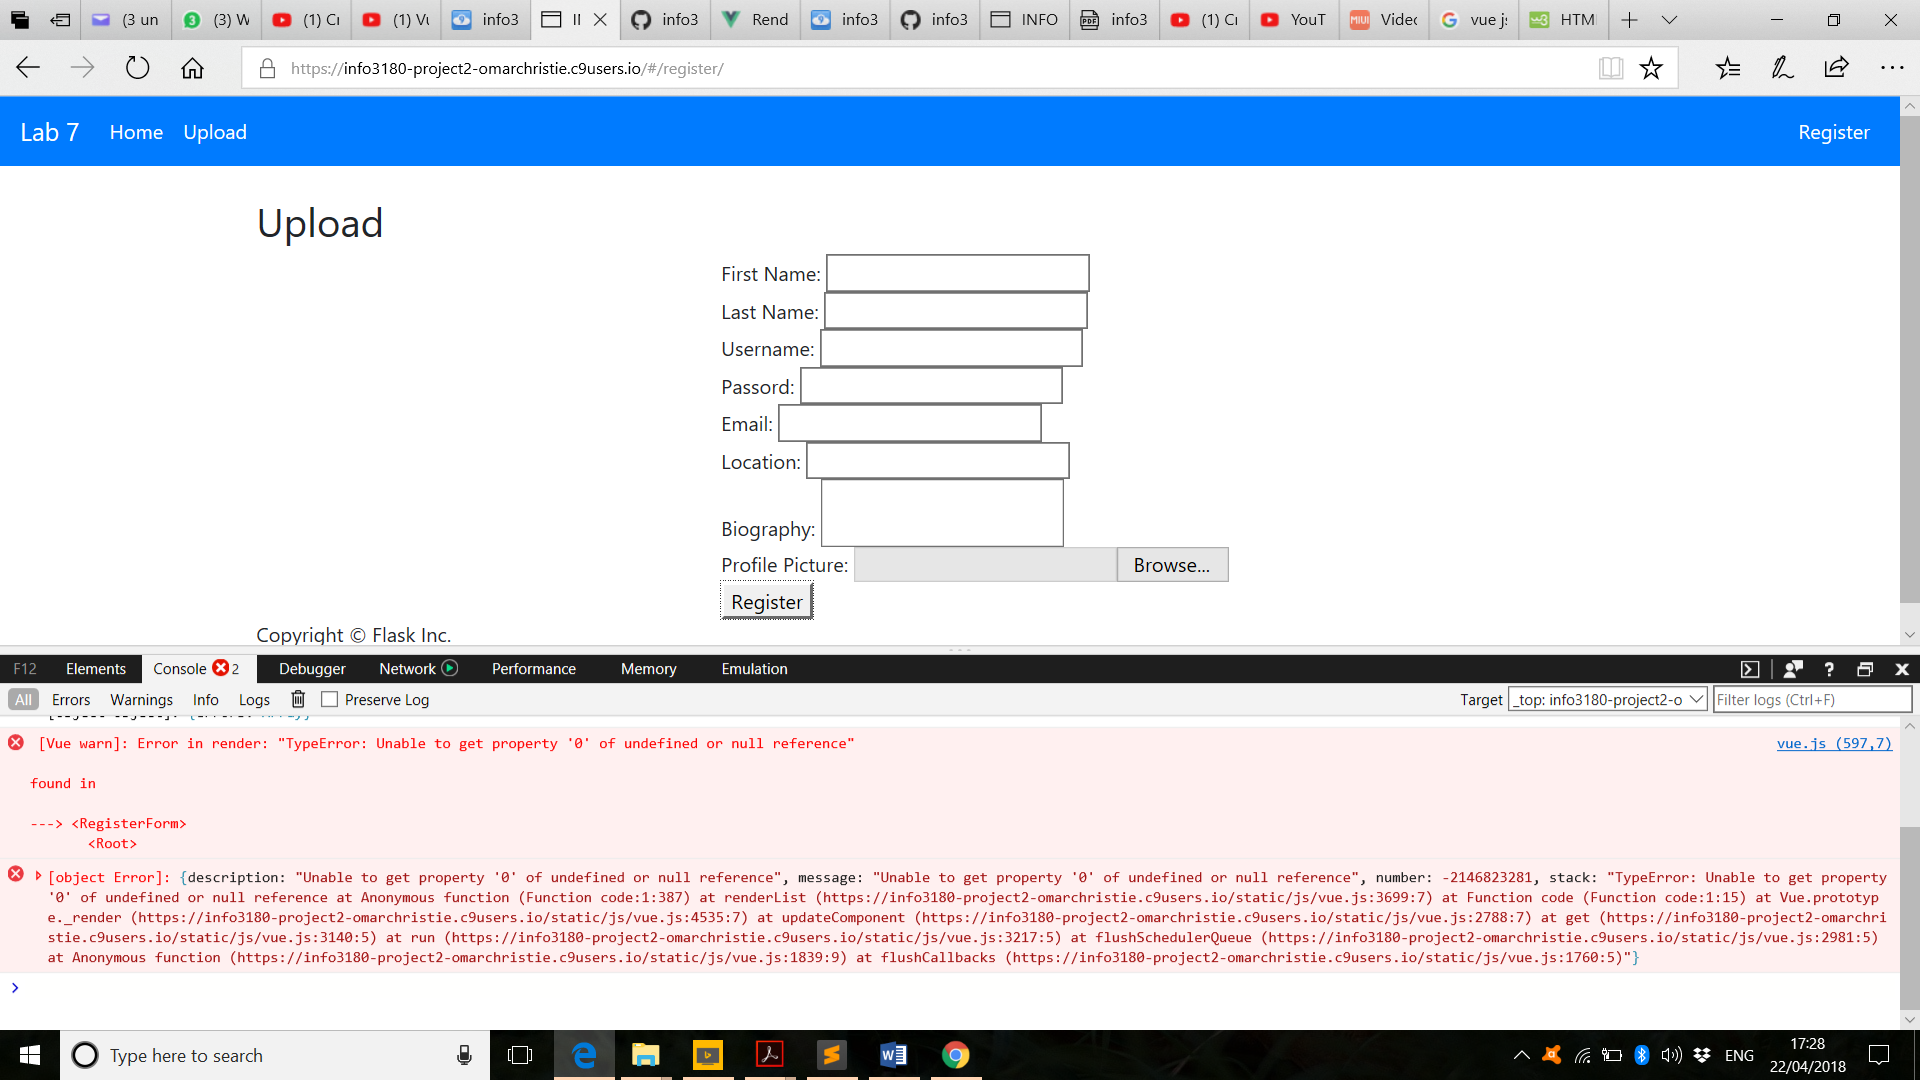 (3 un
(3) W
(1) Cr
(1) Vu
info3
II
info3
Rend
info3
info3
INFO
info3
(1) Cr
YouT
MIUI Videc
vue js
HTM
https://info3180-project2-omarchristie.c9users.io/#/register/
Lab 7 Home Upload Register
Upload
First Name:
Last Name:
Username:
Passord:
Email:
Location:
Biography:
Profile Picture: Browse...
Register
Copyright © Flask Inc.
F12 Elements Console 2 Debugger Network Performance Memory Emulation
All Errors Warnings Info Logs Preserve Log Target _top: info3180-project2-o Filter logs (Ctrl+F)
[Vue warn]: Error in render: "TypeError: Unable to get property '0' of undefined or null reference" vue.js (597,7)
found in
---> <RegisterForm>
<Root>
[object Error]: {description: "Unable to get property '0' of undefined or null reference", message: "Unable to get property '0' of undefined or null reference", number: -2146823281, stack: "TypeError: Unable to get property
'0' of undefined or null reference at Anonymous function (Function code:1:387) at renderList (https://info3180-project2-omarchristie.c9users.io/static/js/vue.js:3699:7) at Function code (Function code:1:15) at Vue.prototyp
e._render (https://info3180-project2-omarchristie.c9users.io/static/js/vue.js:4535:7) at updateComponent (https://info3180-project2-omarchristie.c9users.io/static/js/vue.js:2788:7) at get (https://info3180-project2-omarchri
stie.c9users.io/static/js/vue.js:3140:5) at run (https://info3180-project2-omarchristie.c9users.io/static/js/vue.js:3217:5) at flushSchedulerQueue (https://info3180-project2-omarchristie.c9users.io/static/js/vue.js:2981:5)
at Anonymous function (https://info3180-project2-omarchristie.c9users.io/static/js/vue.js:1839:9) at flushCallbacks (https://info3180-project2-omarchristie.c9users.io/static/js/vue.js:1760:5)"}
Type here to search
ENG
17:28
22/04/2018